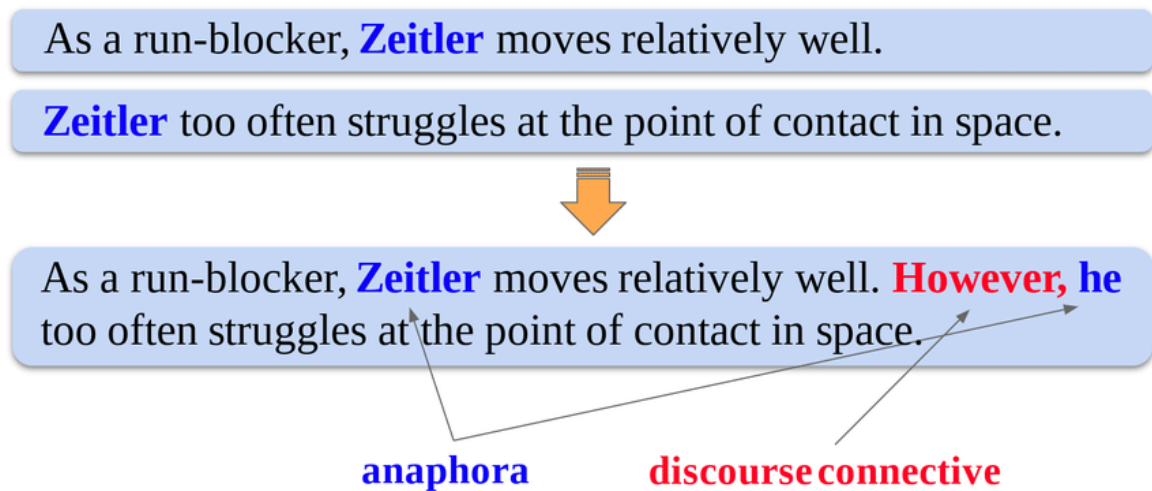 As a run-blocker, Zeitler moves relatively well.
Zeitler too often struggles at the point of contact in space.
As a run-blocker, Zeitler moves relatively well. However, he
too often struggles at the point of contact in space.
anaphora discourse connective